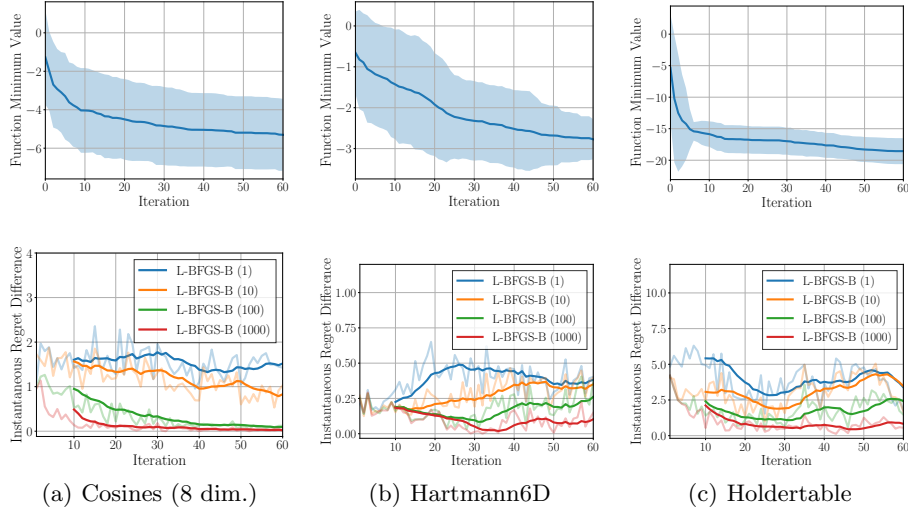 0
−2
−4
−6
Function Minimum Value
0 10 20 30 40 50 60
Iteration
0
−1
−2
−3
Function Minimum Value
0 10 20 30 40 50 60
Iteration
0
−5
−10
−15
−20
Function Minimum Value
0 10 20 30 40 50 60
Iteration
4
3
2
1
0
Instantaneous Regret Difference
L-BFGS-B (1)
L-BFGS-B (10)
L-BFGS-B (100)
L-BFGS-B (1000)
10 20 30 40 50 60
Iteration
(a) Cosines (8 dim.)
1.00
0.75
0.50
0.25
0.00
Instantaneous Regret Difference
L-BFGS-B (1)
L-BFGS-B (10)
L-BFGS-B (100)
L-BFGS-B (1000)
10 20 30 40 50 60
Iteration
(b) Hartmann6D
10.0
7.5
5.0
2.5
0.0
Instantaneous Regret Difference
L-BFGS-B (1)
L-BFGS-B (10)
L-BFGS-B (100)
L-BFGS-B (1000)
10 20 30 40 50 60
Iteration
(c) Holdertable